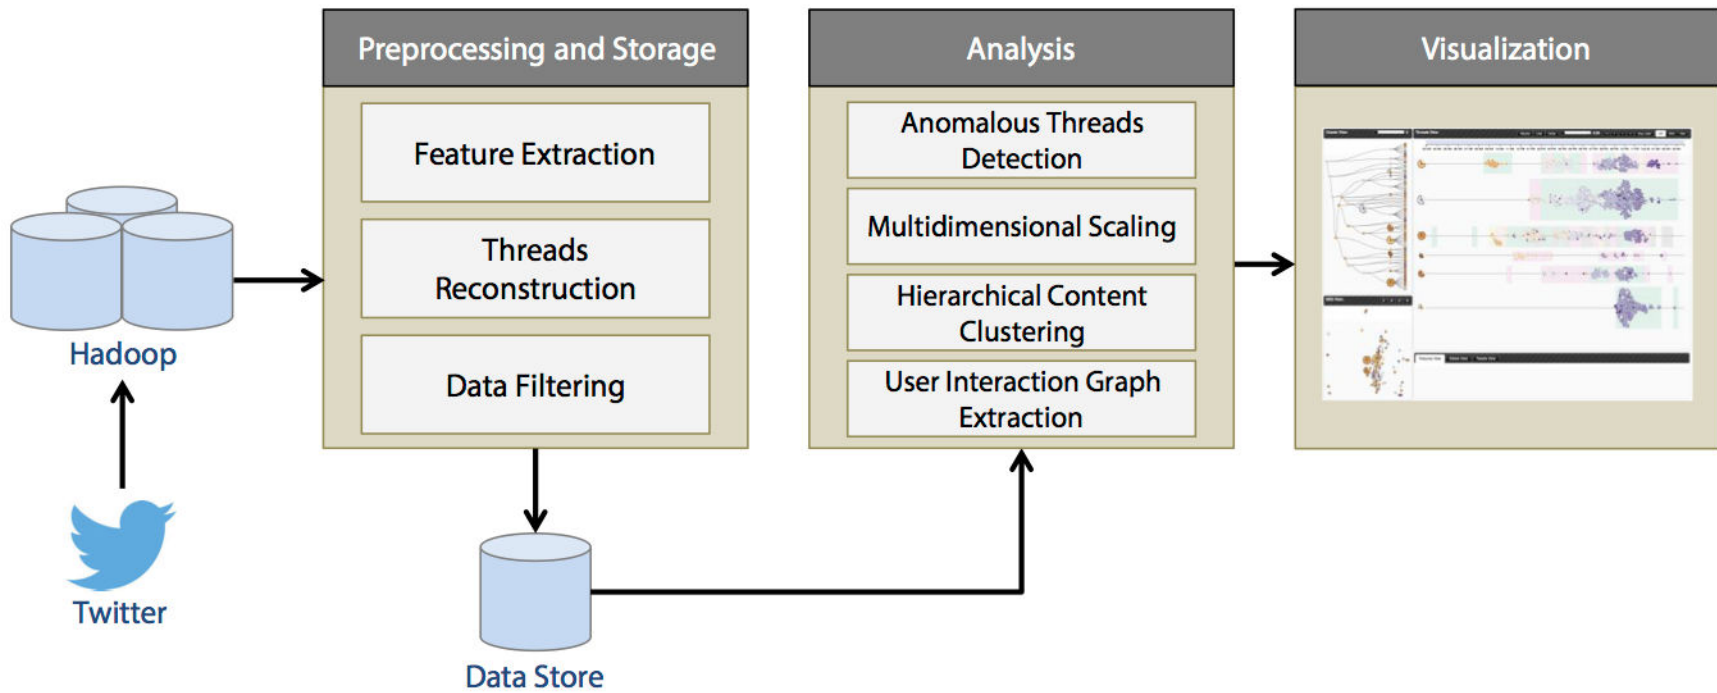 Preprocessing and Storage
Feature Extraction
Threads
Reconstruction
Data Filtering
Analysis
Anomalous Threads
Detection
Multidimensional Scaling
Hierarchical Content
Clustering
User Interaction Graph
Extraction
Visualization
Hadoop
Twitter
Data Store